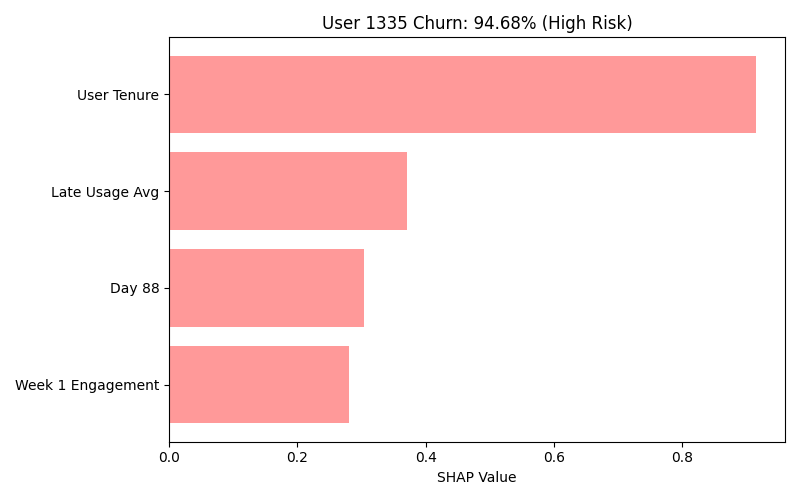 User 1335 Churn: 94.68% (High Risk)
User Tenure
Late Usage Avg
Day 88
Week 1 Engagement
0.0 0.2 0.4 0.6 0.8
SHAP Value